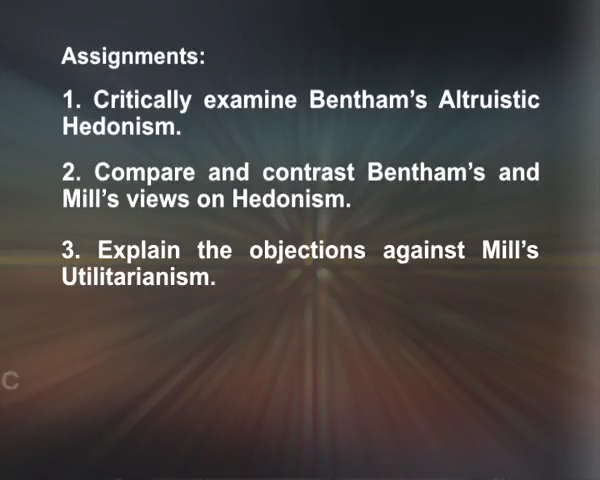 Assignments:
1. Critically examine Bentham's Altruistic
Hedonism.
2. Compare and contrast Bentham's and
Mill's views on Hedonism.
3. Explain the objections against Mill's
Utilitarianism.
C